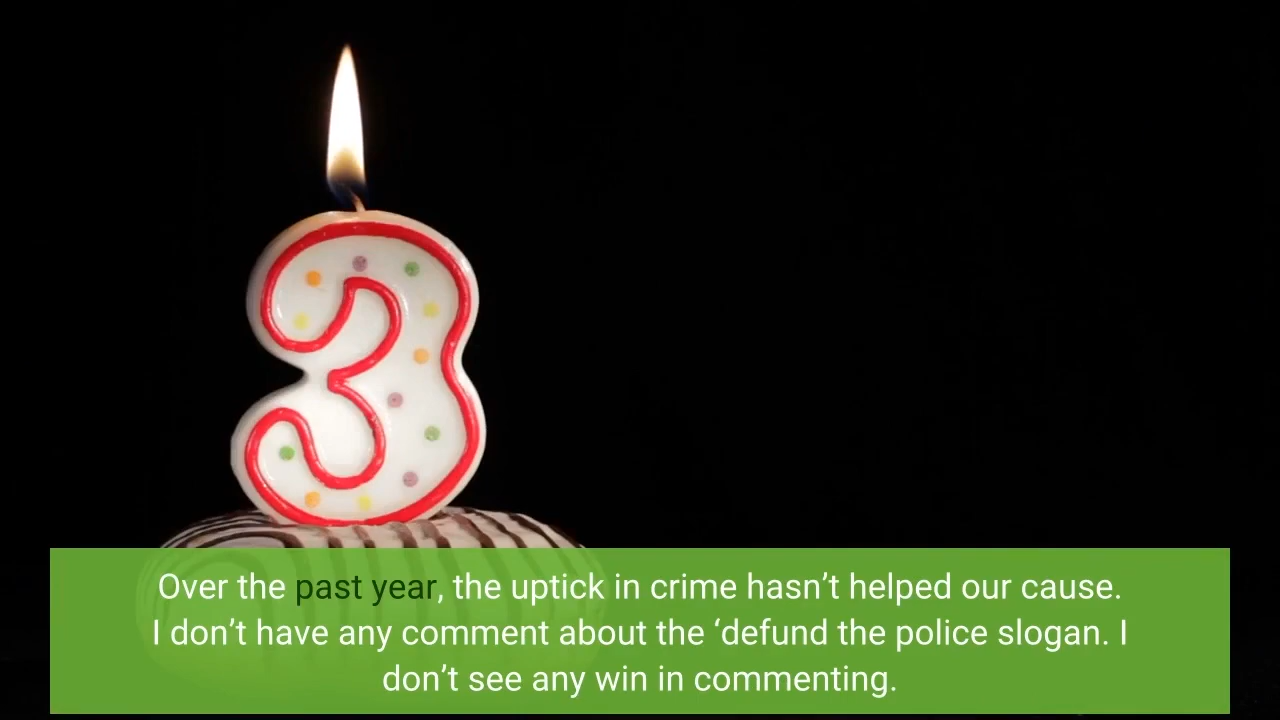 3
Over the past year, the uptick in crime hasn’t helped our cause.
I don’t have any comment about the ‘defund the police slogan. I
don’t see any win in commenting.